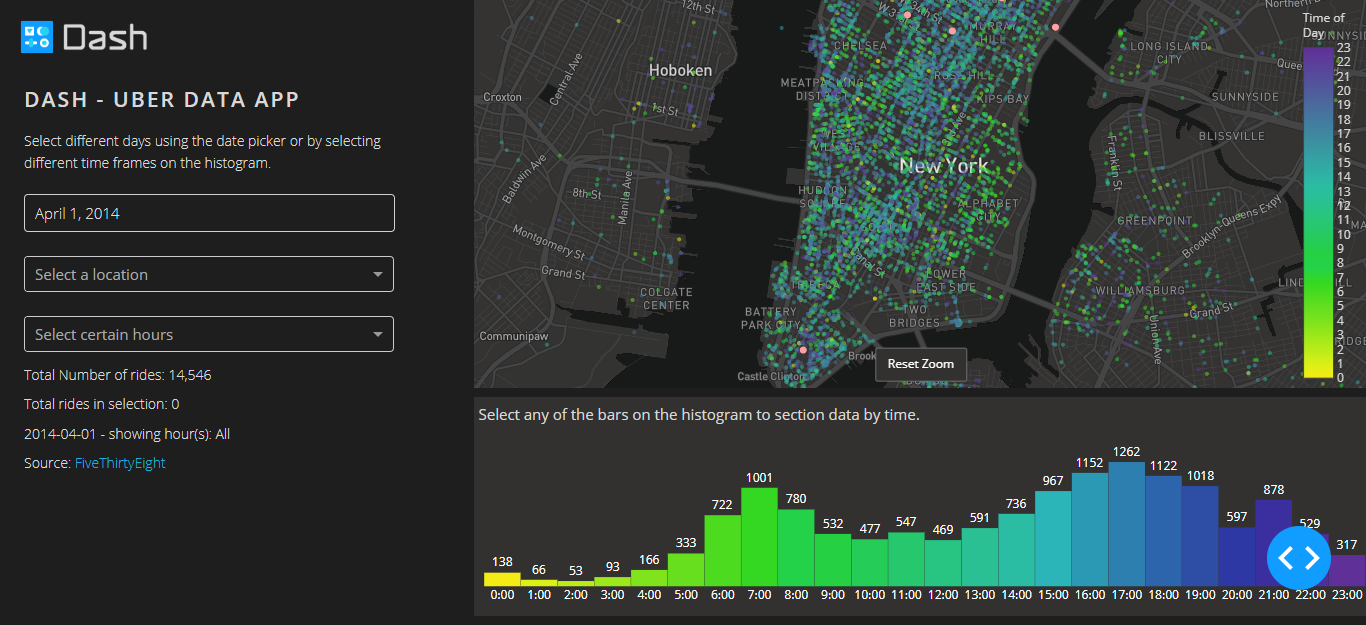 Dash
DASH - UBER DATA APP
Select different days using the date picker or by selecting
different time frames on the histogram.
April 1, 2014
Select a location
Select certain hours
Total Number of rides: 14,546
Total rides in selection: 0
2014-04-01 - showing hour(s): All
Source: FiveThirtyEight
12th St
W 34th St
Northern
MURRAY
HILL
CHELSEA
LONG ISLAND
CITY
Hoboken
Central Ave
MEATPACKING
DISTRICT
ROSE HILL
KIPS BAY
Croxton
1st St
SUNNYSIDE
BLISSVILLE
WEST
VILLAGE
New York
Franklin St
Baldwin Ave
8th St
Manila Ave
HUDSON
SQUARE
ALPHABET
CITY
GREENPOINT
Brooklyn-Queens Expy
Montgomery St
Grand St
Canal St
LOWER
EAST SIDE
TRIBECA
COLGATE
CENTER
WILLIAMSBURG
Grand St
Union Ave
BATTERY
PARK CITY
TWO
BRIDGES
Communipaw
Brook
Castle Clinton
Reset Zoom
Time of
Day
23
22
21
20
19
18
17
16
15
14
13
12
11
10
9
8
7
6
5
4
3
2
1
0
Select any of the bars on the histogram to section data by time.
138 66 53 93 166 333 722 1001 780 532 477 547 469 591 736 967 1152 1262 1122 1018 597 878 529 317
0:00 1:00 2:00 3:00 4:00 5:00 6:00 7:00 8:00 9:00 10:00 11:00 12:00 13:00 14:00 15:00 16:00 17:00 18:00 19:00 20:00 21:00 22:00 23:00